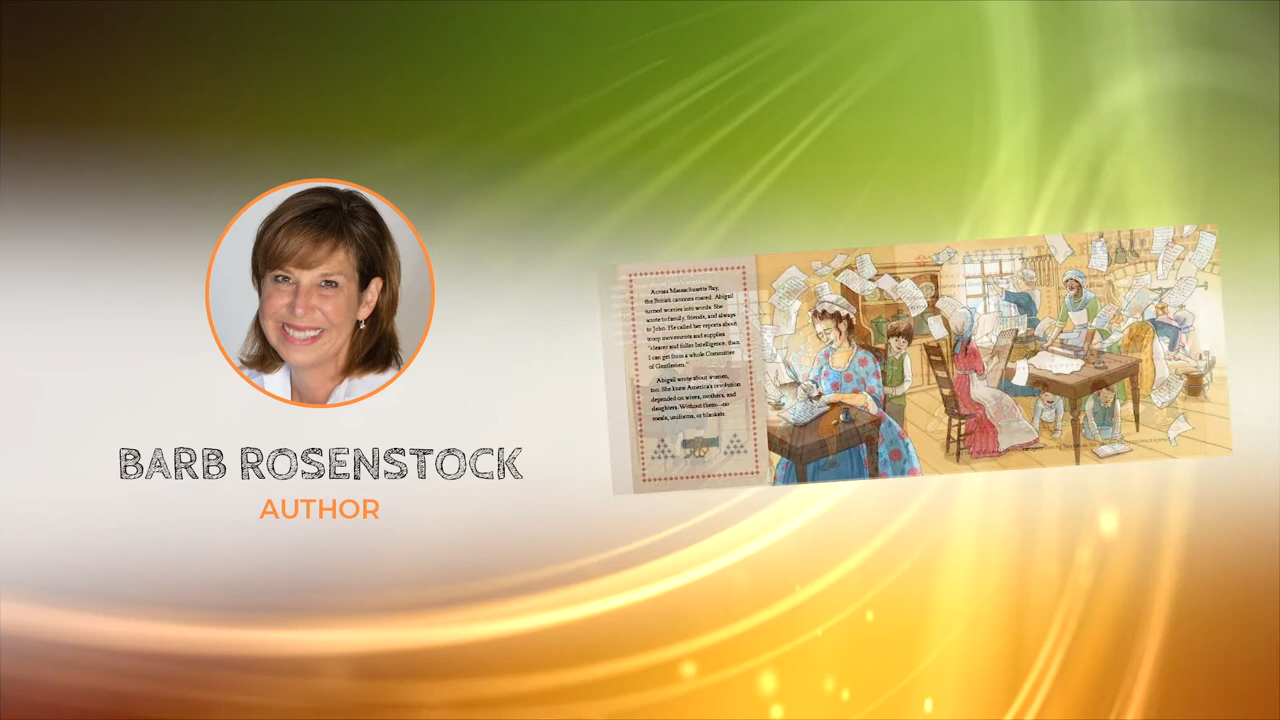 BARB ROSENSTOCK
AUTHOR
Across Massachusetts Bay,
the British cannons roared. Abigail
turned worries into words. She
wrote to family, friends, and always
to John. He called her reports about
troop movements and supplies
"clearer and fuller Intelligence, than
I can get from a whole Committee
of Gentlemen."
Abigail wrote about women,
too. She knew America's revolution
depended on wives, mothers, and
daughters. Without them—no
meals, uniforms, or blankets.